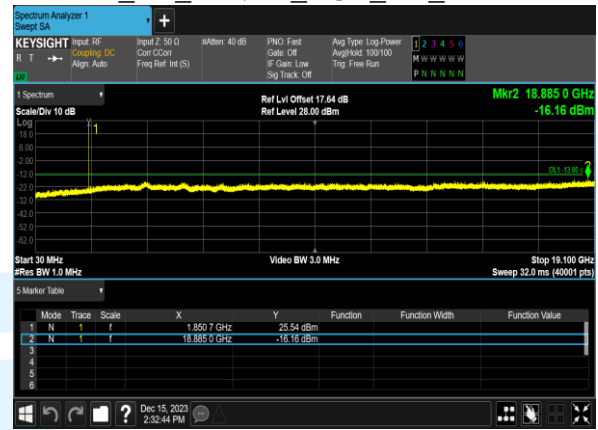 Spectrum Analyzer 1
Swept SA
KEYSIGHT Input: RF Input Z: 50 Ω #Atten: 40 dB PNO: Fast Avg Type: Log-Power 1 2 3 4 5 6
R T Coupling: DC Corr CCorr Gate: Off Avg|Hold: 100/100 M W W W W W
Align: Auto Freq Ref: Int (S) IF Gain: Low Trig: Free Run
LV Sig Track: Off P N N N N N
1 Spectrum Ref Lvl Offset 17.64 dB Mkr2 18.885 0 GHz
Scale/Div 10 dB Ref Level 28.00 dBm -16.16 dBm
Log
1
18.0
8.00
-2.00
-12.0 DL1 -13.00
-22.0
-32.0
-42.0
-52.0
-62.0
Start 30 MHz Video BW 3.0 MHz Stop 19.100 GHz
#Res BW 1.0 MHz Sweep 32.0 ms (40001 pts)
5 Marker Table
Mode Trace Scale X Y Function Function Width Function Value
1 N 1 f 1.850 7 GHz 25.54 dBm
2 N 1 f 18.885 0 GHz -16.16 dBm
3
4
5
6
? Dec 15, 2023
2:32:44 PM